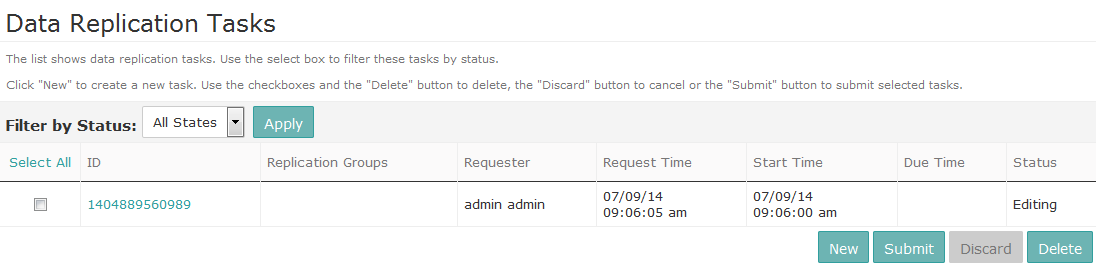 Data Replication Tasks
The list shows data replication tasks. Use the select box to filter these tasks by status.
Click "New" to create a new task. Use the checkboxes and the "Delete" button to delete, the "Discard" button to cancel or the "Submit" button to submit selected tasks.
Filter by Status: All States Apply
Select All ID Replication Groups Requester Request Time Start Time Due Time Status
1404889560989 admin admin 07/09/14 09:06:05 am 07/09/14 09:06:00 am Editing
New Submit Discard Delete